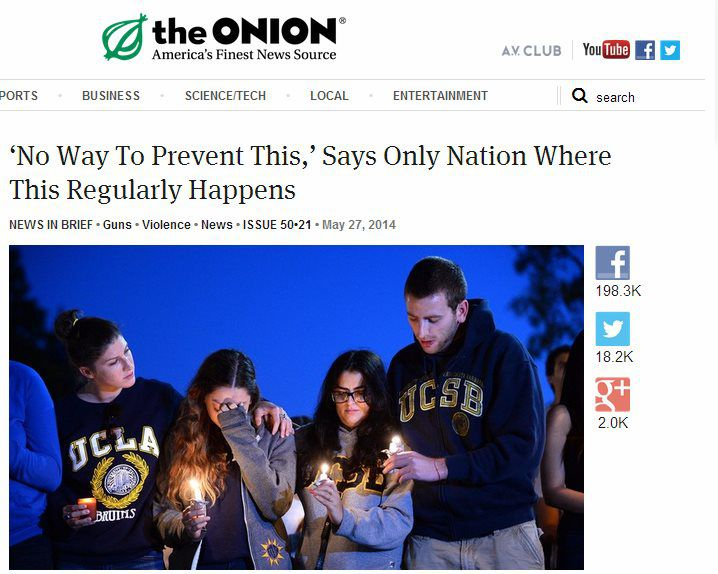 the ONION®
America's Finest News Source
A.V. CLUB
YouTube f
PORTS • BUSINESS • SCIENCE/TECH • LOCAL • ENTERTAINMENT
search
‘No Way To Prevent This,’ Says Only Nation Where
This Regularly Happens
NEWS IN BRIEF • Guns • Violence • News • ISSUE 50•21 • May 27, 2014
f
198.3K
18.2K
g+
2.0K
UCLA
BRUINS
UCSB